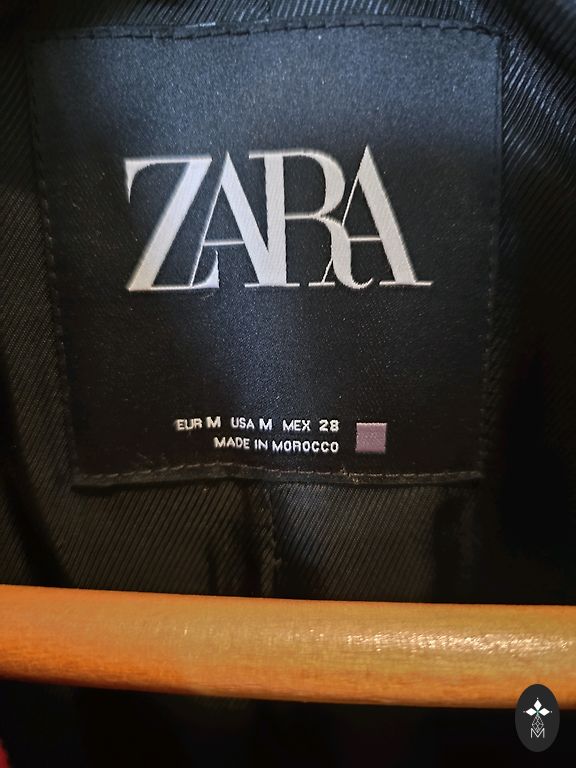 ZARA
EUR M USA M MEX 28
MADE IN MOROCCO
M